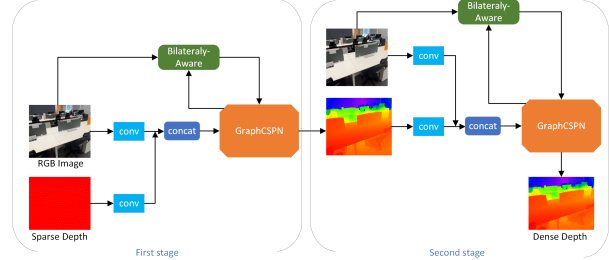 Bilateraly-
Aware
conv
concat
GraphCSPN
RGB Image
conv
Sparse Depth
First stage
Bilateraly-
Aware
conv
conv
concat
GraphCSPN
Dense Depth
Second stage